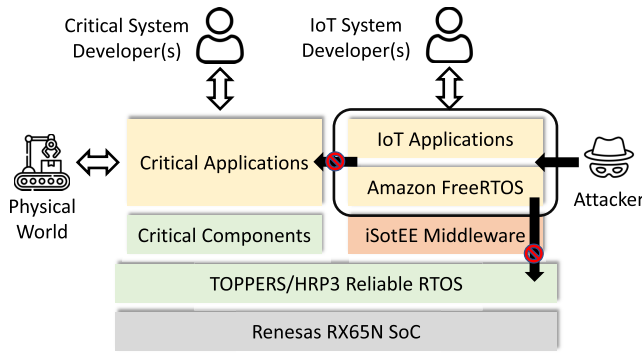 Critical System
Developer(s)
IoT System
Developer(s)
Critical Applications
IoT Applications
Amazon FreeRTOS
Attacker
Physical
World
Critical Components
iSotEE Middleware
TOPPERS/HRP3 Reliable RTOS
Renesas RX65N SoC